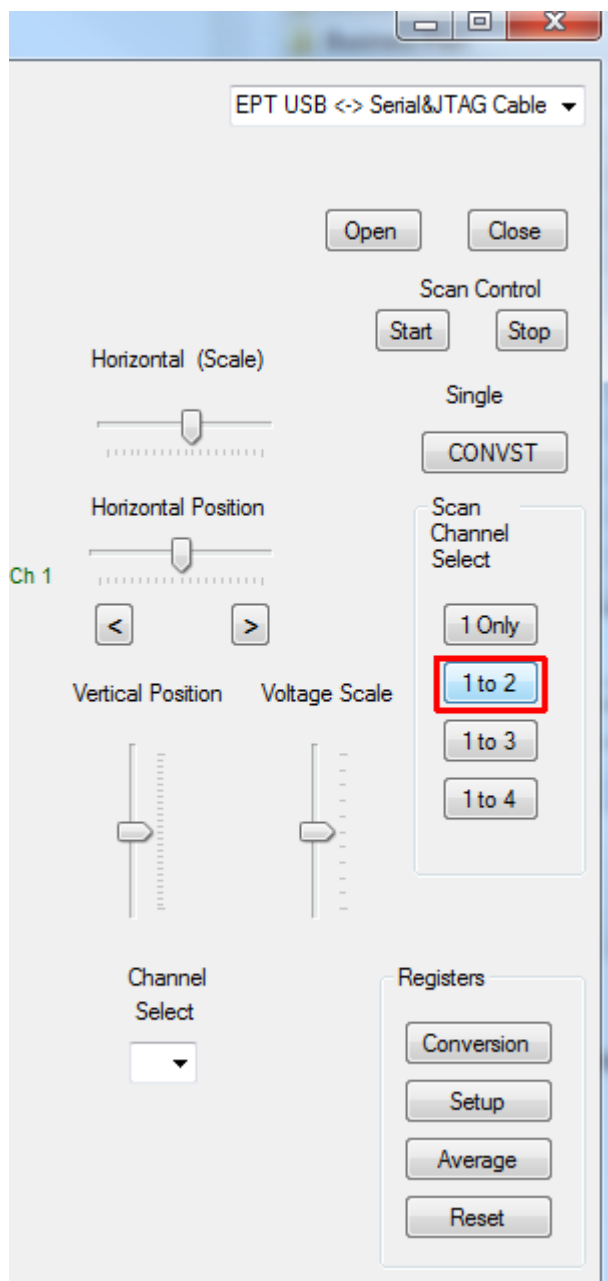 EPT USB <-> Serial&JTAG Cable
Open
Close
Scan Control
Start
Stop
Horizontal (Scale)
Single
CONVST
Horizontal Position
Scan
Channel
Select
Ch 1
<
>
1 Only
1 to 2
1 to 3
1 to 4
Vertical Position
Voltage Scale
Channel
Select
Registers
Conversion
Setup
Average
Reset